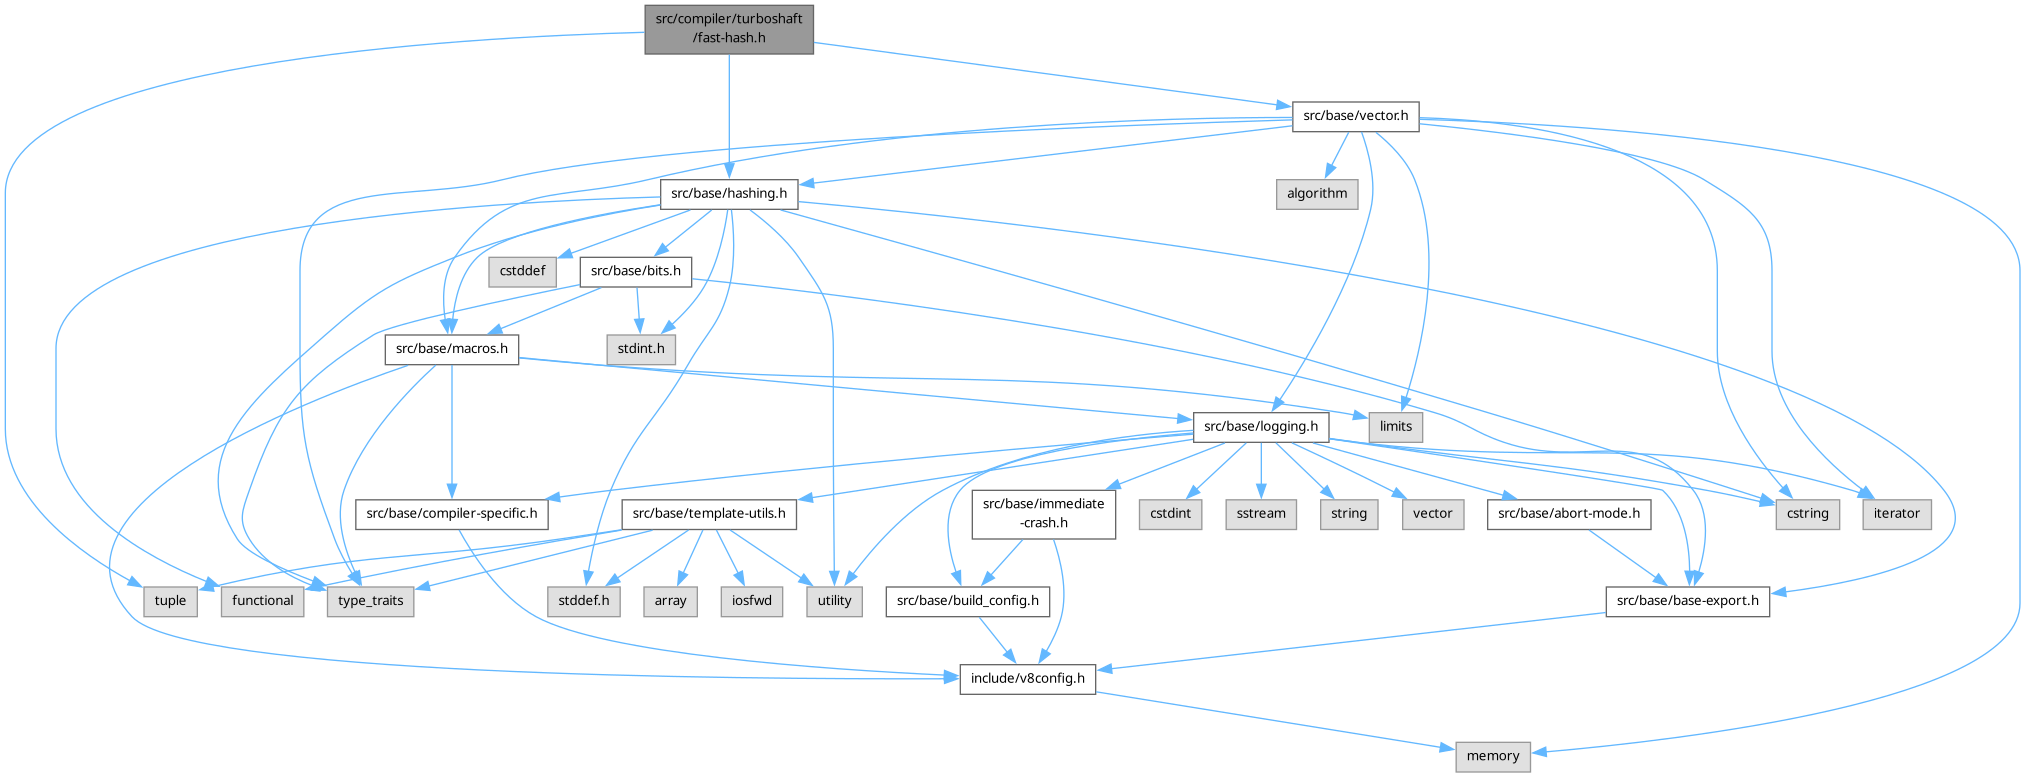 src/compiler/turboshaft
/fast-hash.h
src/base/vector.h
src/base/hashing.h
algorithm
cstddef
src/base/bits.h
src/base/macros.h
stdint.h
src/base/logging.h
limits
src/base/compiler-specific.h
src/base/template-utils.h
src/base/immediate
-crash.h
cstdint
sstream
string
vector
src/base/abort-mode.h
cstring
iterator
tuple
functional
type_traits
stddef.h
array
iosfwd
utility
src/base/build_config.h
src/base/base-export.h
include/v8config.h
memory